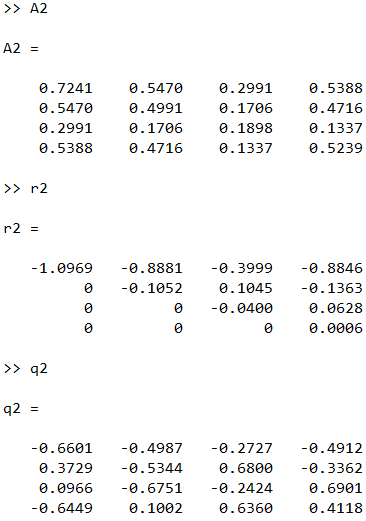 >> A2
A2 =
0.7241 0.5470 0.2991 0.5388
0.5470 0.4991 0.1706 0.4716
0.2991 0.1706 0.1898 0.1337
0.5388 0.4716 0.1337 0.5239
>> r2
r2 =
-1.0969 -0.8881 -0.3999 -0.8846
0 -0.1052 0.1045 -0.1363
0 0 -0.0400 0.0628
0 0 0 0.0006
>> q2
q2 =
-0.6601 -0.4987 -0.2727 -0.4912
0.3729 -0.5344 0.6800 -0.3362
0.0966 -0.6751 -0.2424 0.6901
-0.6449 0.1002 0.6360 0.4118